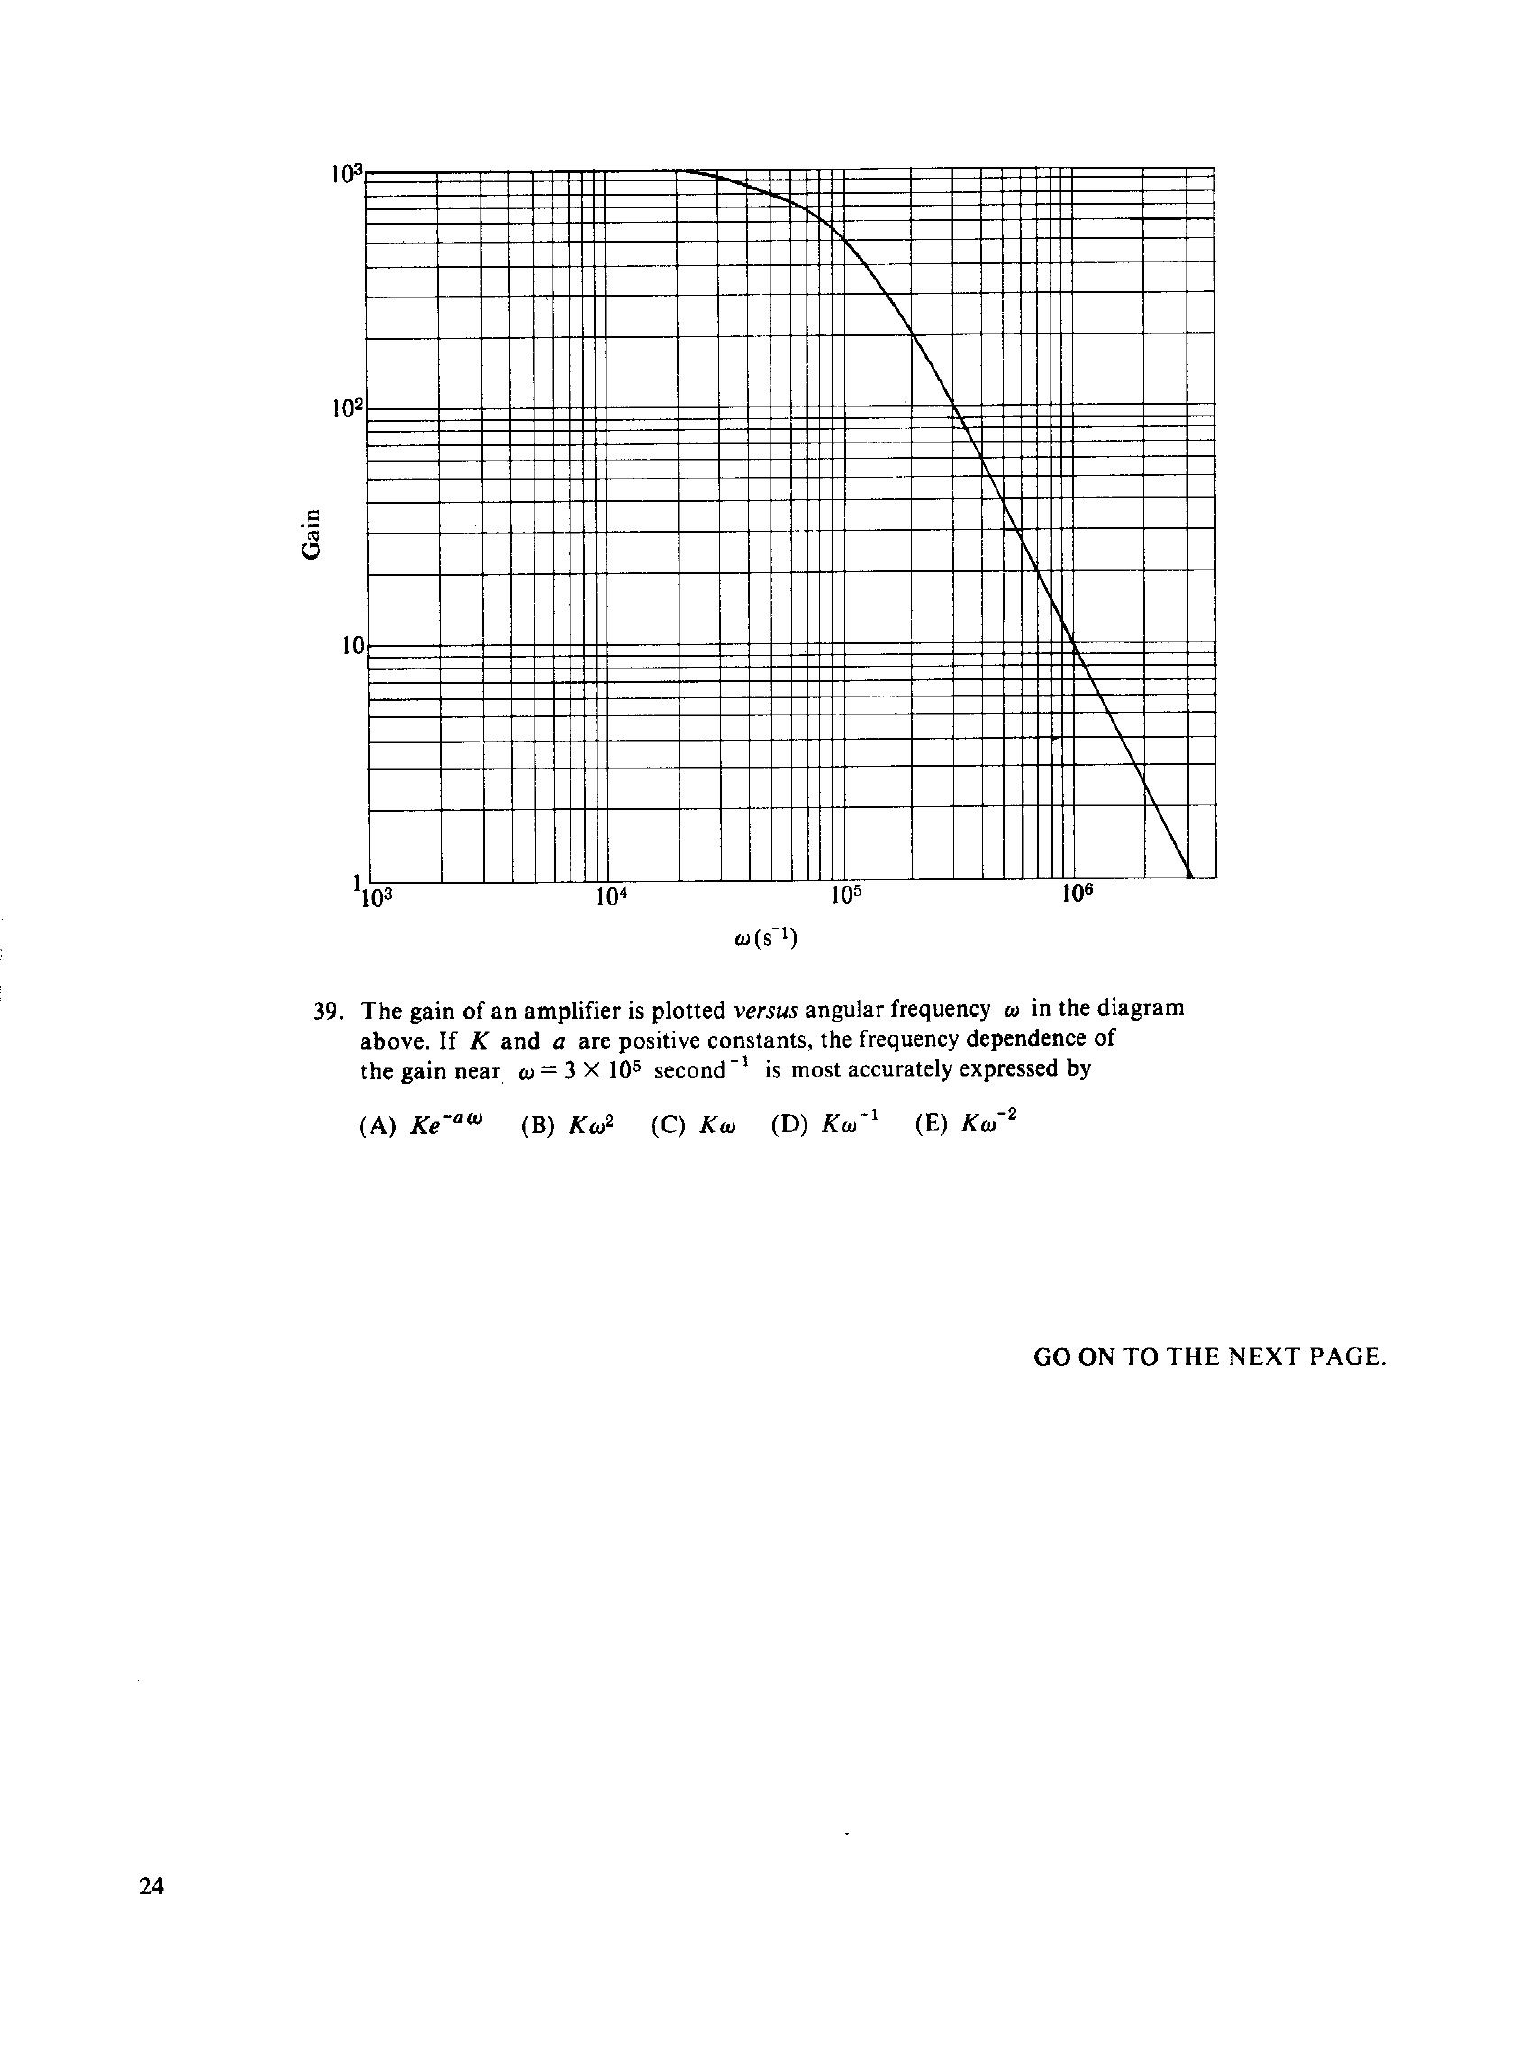 10³
10²
Gain
10
1
10³ 10⁴ 10⁵ 10⁶
ω(s⁻¹)
39. The gain of an amplifier is plotted versus angular frequency ω in the diagram
above. If K and a are positive constants, the frequency dependence of
the gain near ω = 3 × 10⁵ second⁻¹ is most accurately expressed by
(A) Ke⁻ᵃω (B) Kω² (C) Kω (D) Kω⁻¹ (E) Kω⁻²
GO ON TO THE NEXT PAGE.
24